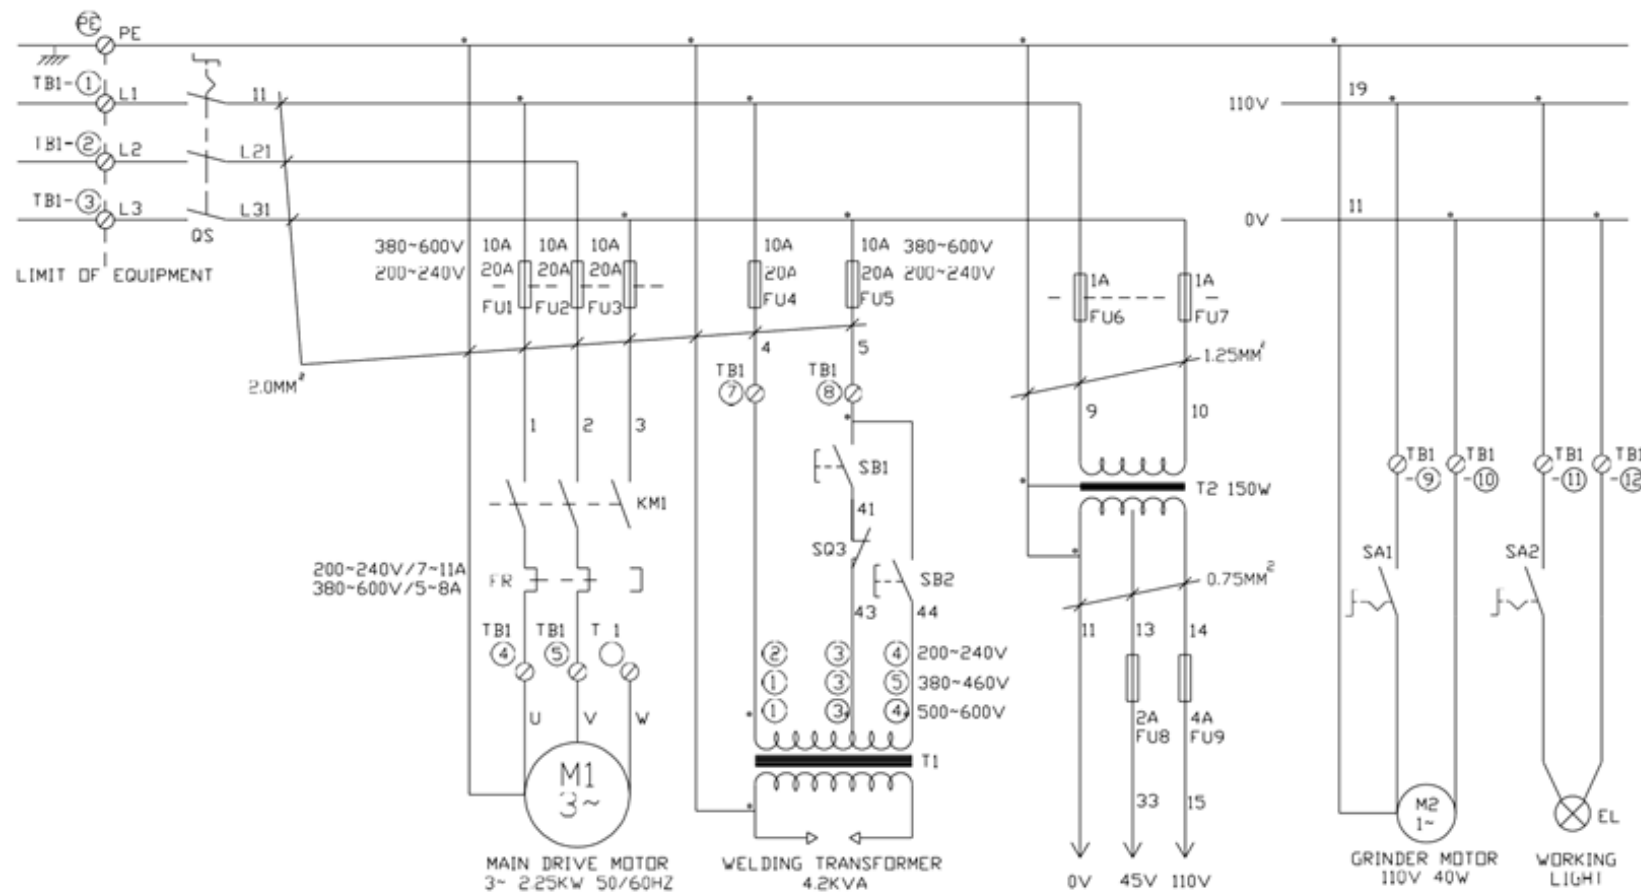 PE
PE
TB1-① L1 11
TB1-② L2 L21
TB1-③ L3 L31
QS
LIMIT OF EQUIPMENT
110V 19
0V 11
380~600V 10A 10A 10A
200~240V 20A 20A 20A
FU1 FU2 FU3
10A 10A 380~600V
20A 20A 200~240V
FU4 FU5
1A 1A
FU6 FU7
2.0MM²
4 5
1.25MM²
TB1 TB1
⑦ ⑧
9 10
1 2 3
SB1
TB1 TB1 TB1 TB1
-⑨ -⑩ -⑪ -⑫
KM1
41
T2 150W
SQ3
SA1 SA2
200~240V/7~11A
380~600V/5~8A
FR
SB2
0.75MM²
43 44
11 13 14
TB1 TB1 T 1
④ ⑤
② ③ ④ 200~240V
① ③ ⑤ 380~460V
① ③ ④ 500~600V
U V W
2A 4A
FU8 FU9
T1
M1
3~
33 15
M2
1~
EL
MAIN DRIVE MOTOR
3~ 2.25KW 50/60HZ
WELDING TRANSFORMER
4.2KVA
0V 45V 110V
GRINDER MOTOR
110V 40W
WORKING
LIGHT